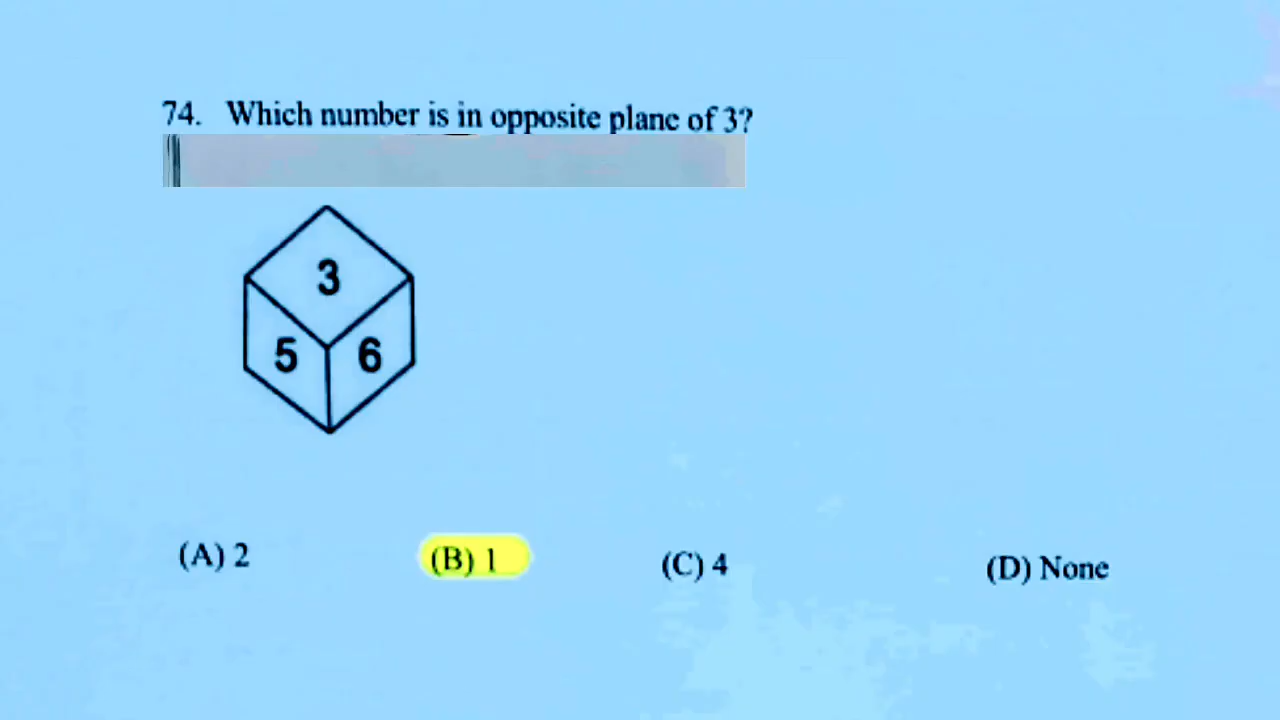 74. Which number is in opposite plane of 3?
3
5 6
(A) 2 (B) 1 (C) 4 (D) None